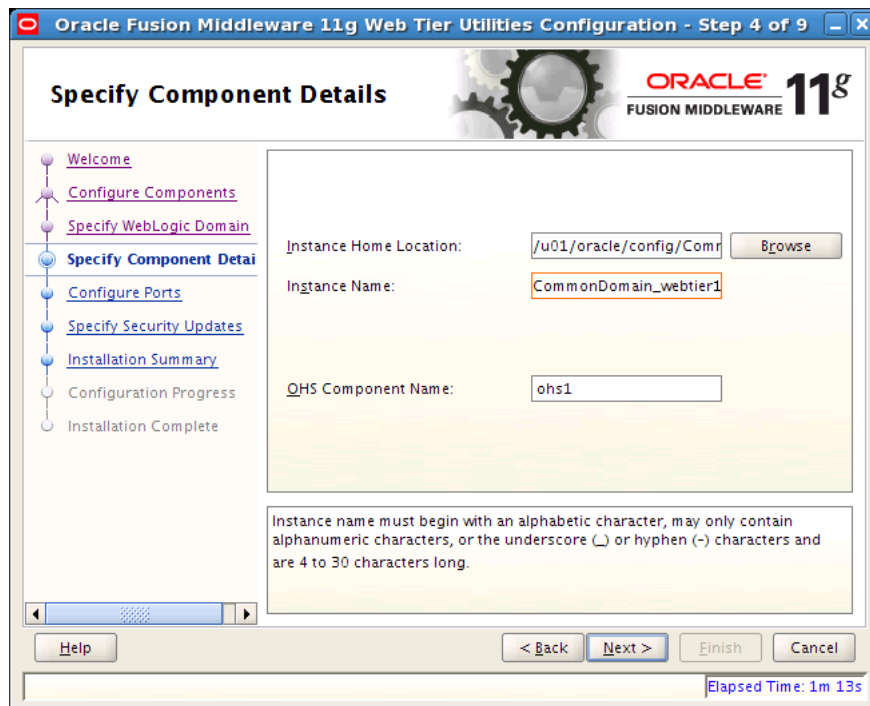 Oracle Fusion Middleware 11g Web Tier Utilities Configuration - Step 4 of 9
Specify Component Details
ORACLE
FUSION MIDDLEWARE
11g
Welcome
Configure Components
Specify WebLogic Domain
Specify Component Detai
Configure Ports
Specify Security Updates
Installation Summary
Configuration Progress
Installation Complete
Instance Home Location:
/u01/oracle/config/Comr
Browse
Instance Name:
CommonDomain_webtier1
OHS Component Name:
ohs1
Instance name must begin with an alphabetic character, may only contain
alphanumeric characters, or the underscore (_) or hyphen (-) characters and
are 4 to 30 characters long.
Help
< Back
Next >
Finish
Cancel
Elapsed Time: 1m 13s